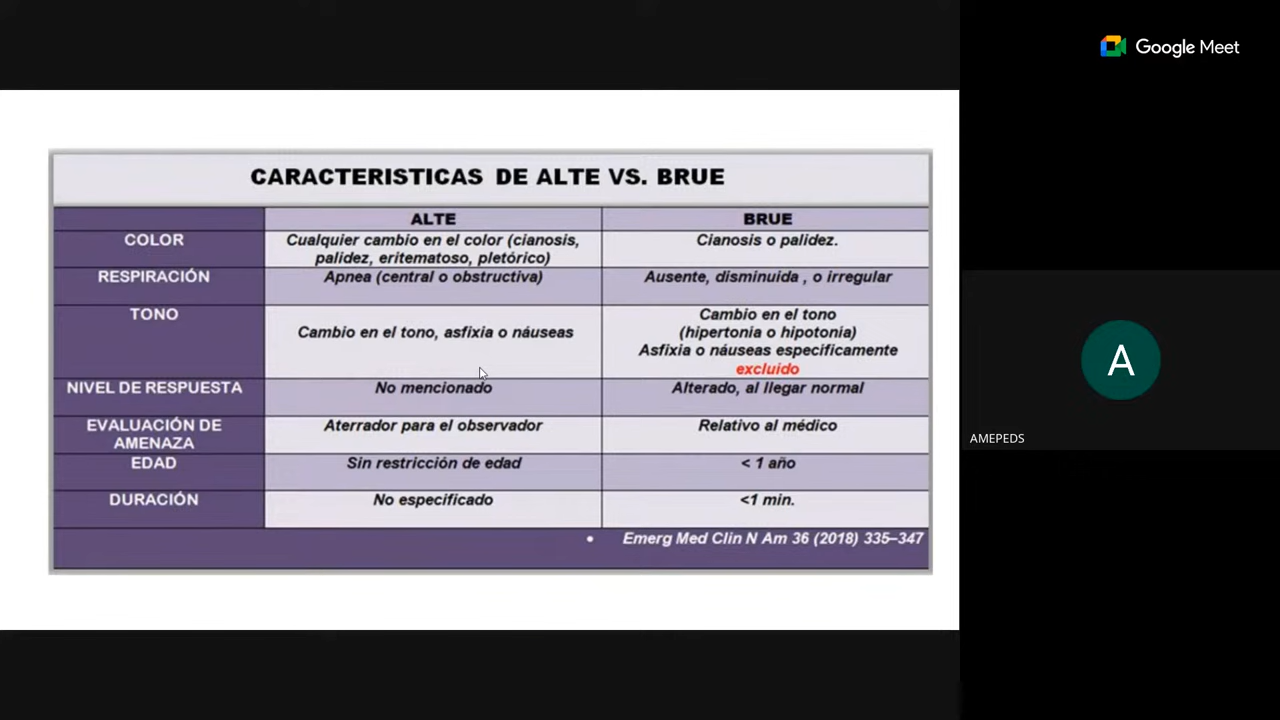 Google Meet
CARACTERISTICAS DE ALTE VS. BRUE
ALTE
BRUE
COLOR
Cualquier cambio en el color (cianosis,
palidez, eritematoso, pletórico)
Cianosis o palidez.
RESPIRACIÓN
Apnea (central o obstructiva)
Ausente, disminuida , o irregular
TONO
Cambio en el tono, asfixia o náuseas
Cambio en el tono
(hipertonia o hipotonia)
Asfixia o náuseas especificamente
excluido
NIVEL DE RESPUESTA
No mencionado
Alterado, al llegar normal
EVALUACIÓN DE
AMENAZA
Aterrador para el observador
Relativo al médico
EDAD
Sin restricción de edad
< 1 año
DURACIÓN
No especificado
<1 min.
• Emerg Med Clin N Am 36 (2018) 335–347
A
AMEPEDS